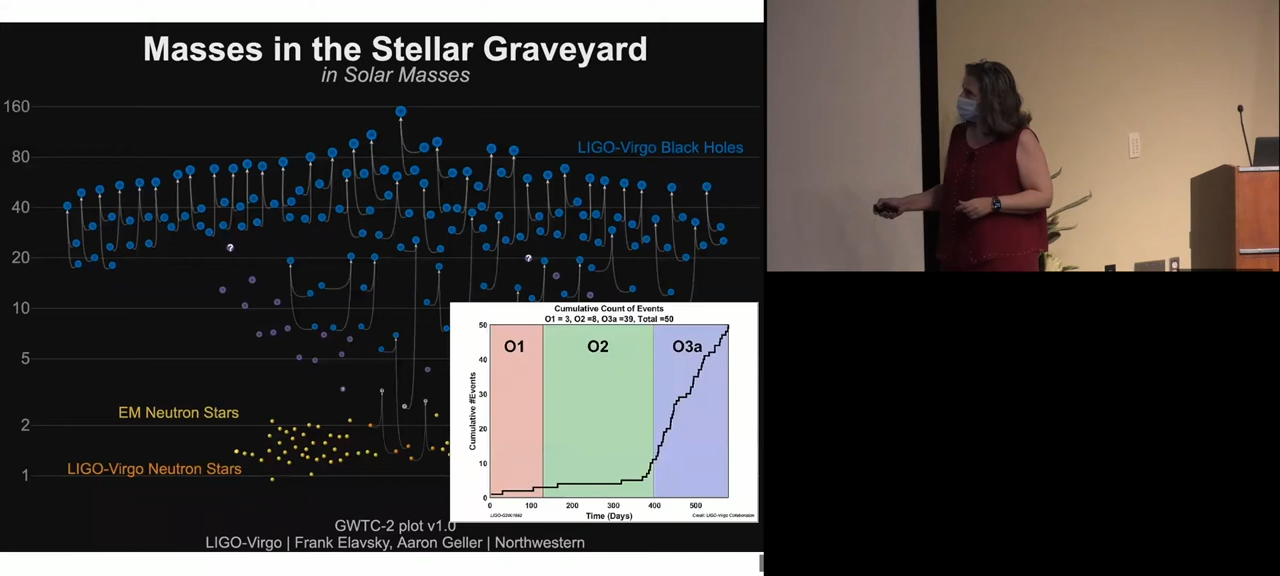 Masses in the Stellar Graveyard
in Solar Masses
160
80
40
20
10
5
2
1
LIGO-Virgo Black Holes
EM Neutron Stars
LIGO-Virgo Neutron Stars
Cumulative Count of Events
O1 = 3, O2 =8, O3a =39, Total =50
50
40
30
20
10
0
Cumulative #Events
O1
O2
O3a
0 100 200 300 400 500
Time (Days)
Credit: LIGO-Virgo Collaboration
GWTC-2 plot v1.0
LIGO-Virgo | Frank Elavsky, Aaron Geller | Northwestern